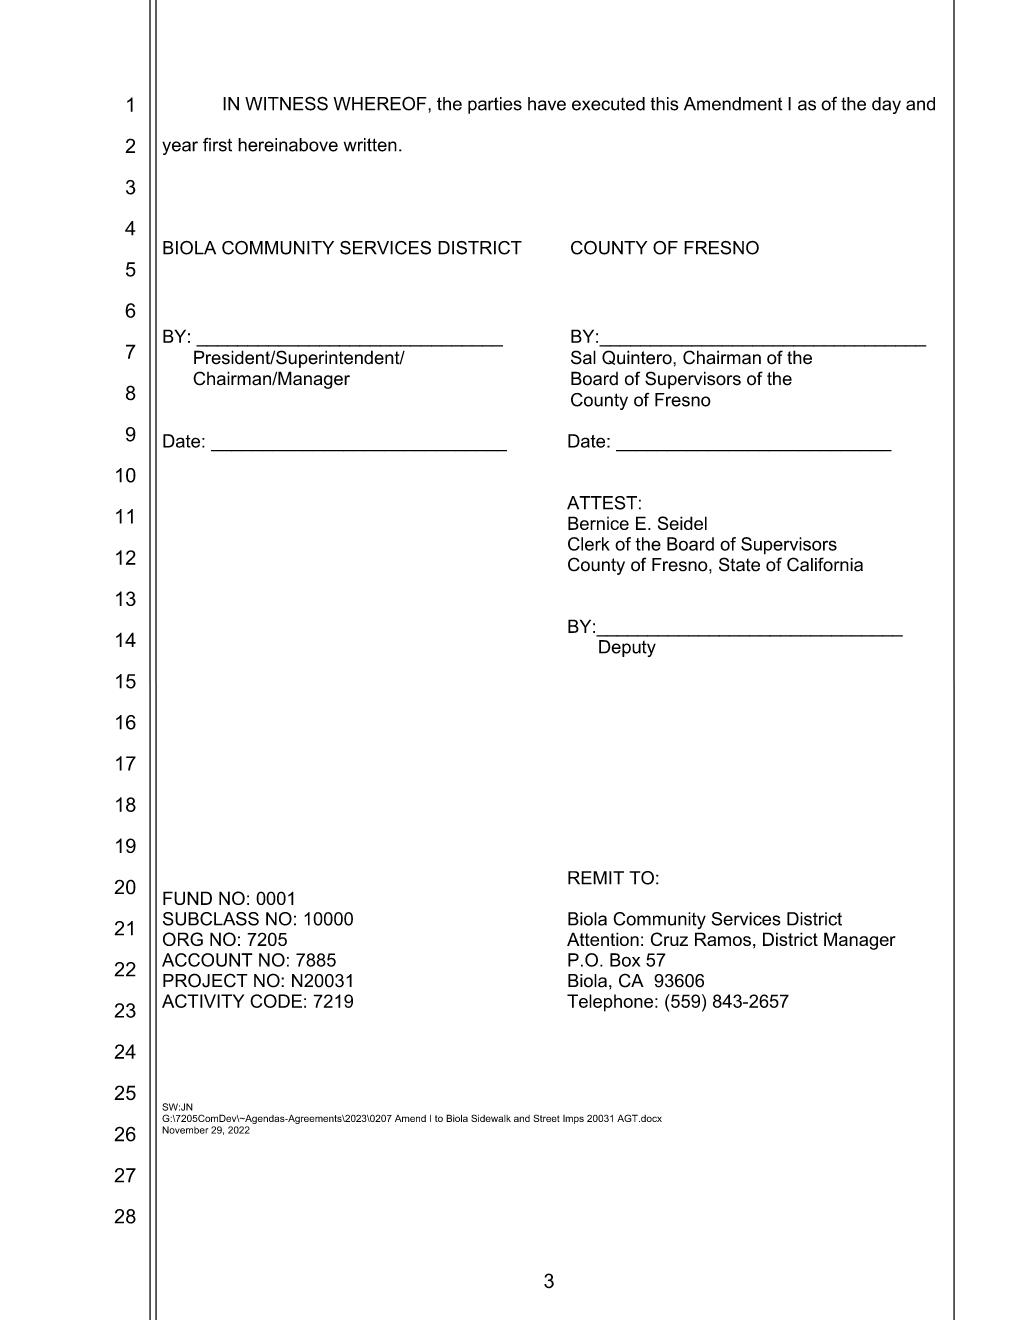 1 IN WITNESS WHEREOF, the parties have executed this Amendment I as of the day and
2 year first hereinabove written.
3
4
BIOLA COMMUNITY SERVICES DISTRICT COUNTY OF FRESNO
5
6
BY: ______________________________ BY:________________________________
7
President/Superintendent/ Sal Quintero, Chairman of the
Chairman/Manager Board of Supervisors of the
8
County of Fresno
9
Date: _____________________________ Date: ___________________________
10
ATTEST:
11
Bernice E. Seidel
Clerk of the Board of Supervisors
12
County of Fresno, State of California
13
BY:______________________________
14
Deputy
15
16
17
18
19
REMIT TO:
20
FUND NO: 0001
SUBCLASS NO: 10000 Biola Community Services District
21
ORG NO: 7205 Attention: Cruz Ramos, District Manager
ACCOUNT NO: 7885 P.O. Box 57
22
PROJECT NO: N20031 Biola, CA 93606
ACTIVITY CODE: 7219 Telephone: (559) 843-2657
23
24
25
SW:JN
G:\7205ComDev\~Agendas-Agreements\2023\0207 Amend I to Biola Sidewalk and Street Imps 20031 AGT.docx
26
November 29, 2022
27
28
3